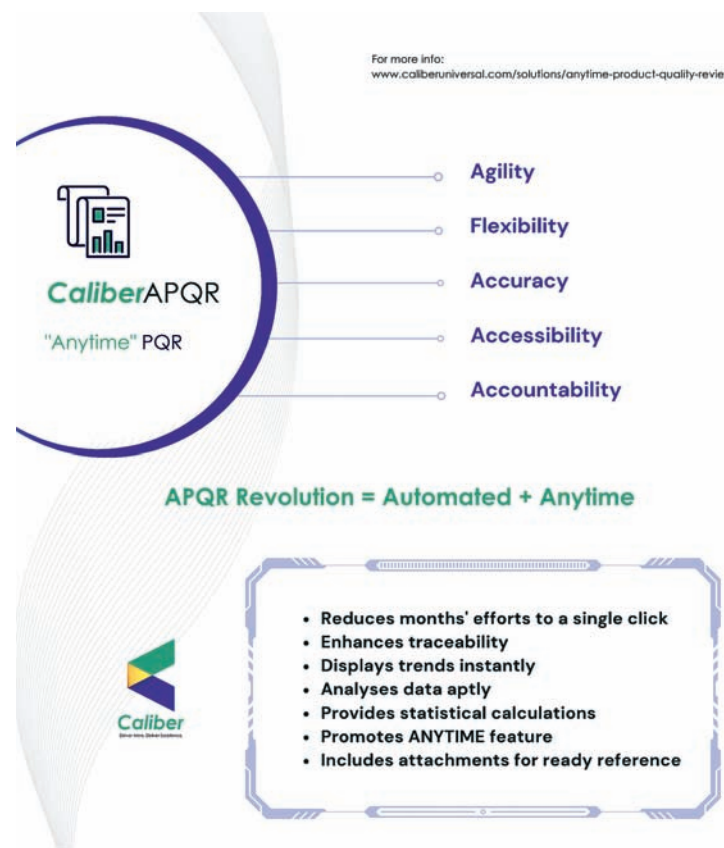 For more info:
www.caliberuniversal.com/solutions/anytime-product-quality-revie
Agility
Flexibility
Accuracy
Accessibility
Accountability
CaliberAPQR
"Anytime" PQR
APQR Revolution = Automated + Anytime
• Reduces months' efforts to a single click
• Enhances traceability
• Displays trends instantly
• Analyses data aptly
• Provides statistical calculations
• Promotes ANYTIME feature
• Includes attachments for ready reference
Caliber